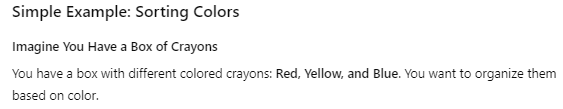 Simple Example: Sorting Colors
Imagine You Have a Box of Crayons
You have a box with different colored crayons: Red, Yellow, and Blue. You want to organize them
based on color.